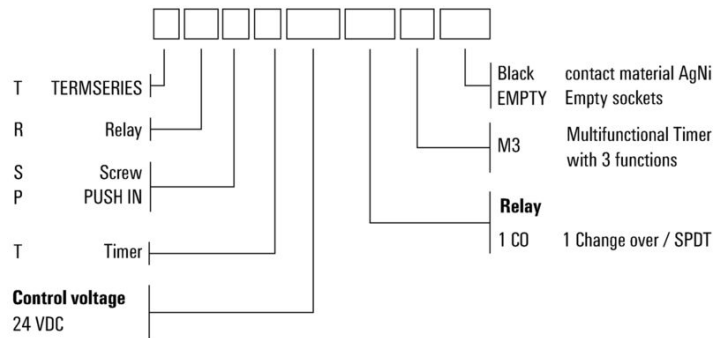 T TERMSERIES
R Relay
S Screw
P PUSH IN
T Timer
Control voltage
24 VDC
Black contact material AgNi
EMPTY Empty sockets
M3 Multifunctional Timer
with 3 functions
Relay
1 CO 1 Change over / SPDT